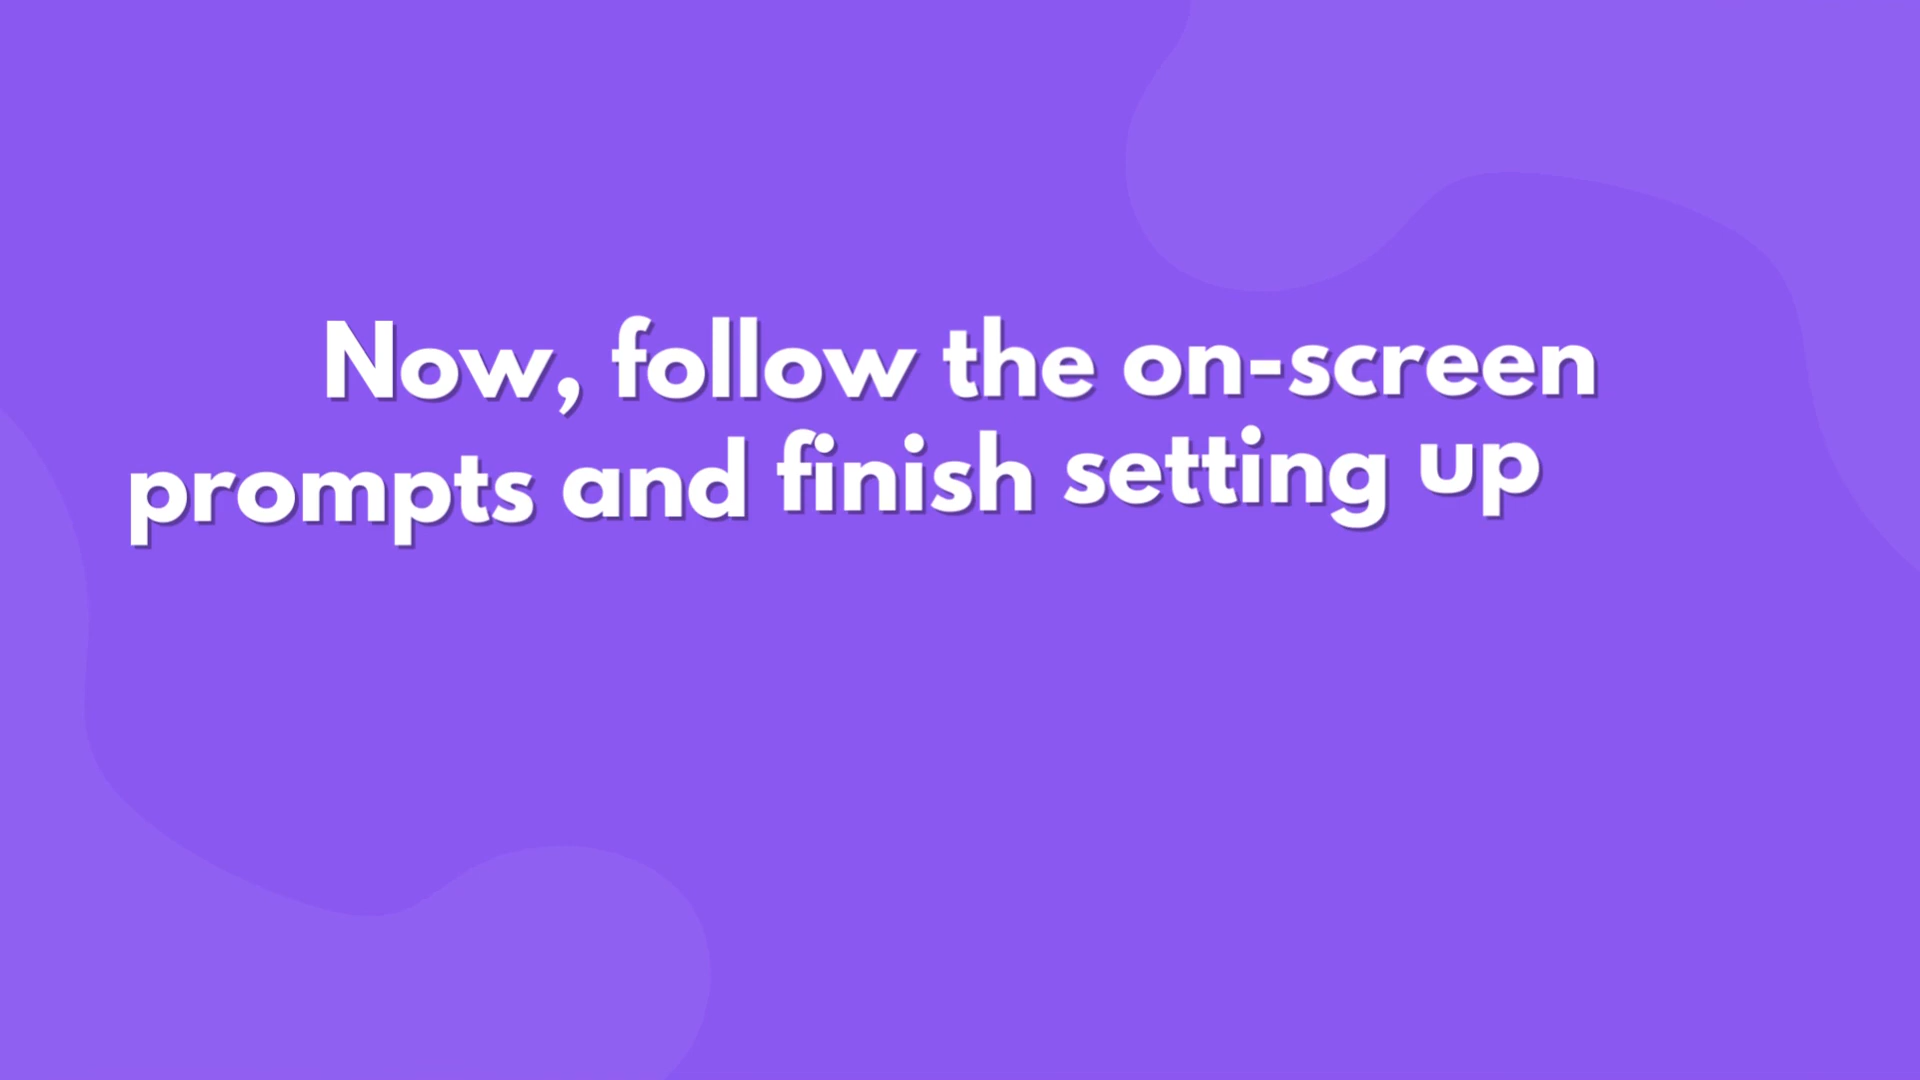 Now, follow the on-screen
prompts and finish setting up